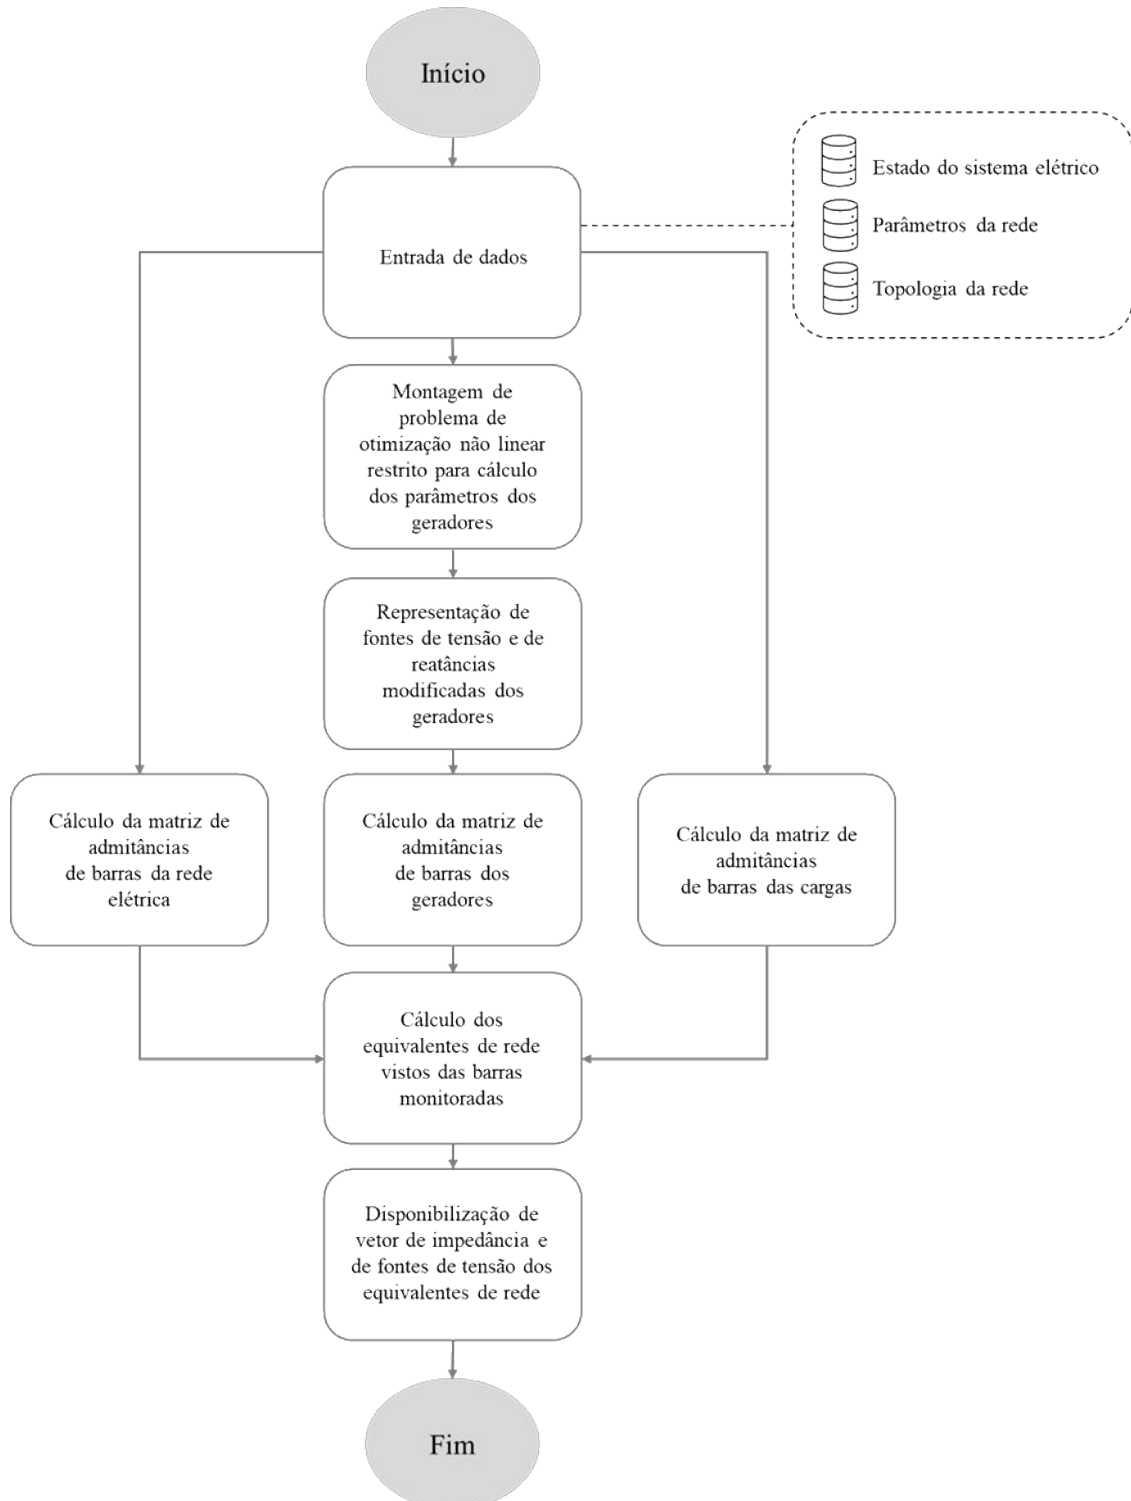 Início
Estado do sistema elétrico
Parâmetros da rede
Topologia da rede
Entrada de dados
Montagem de
problema de
otimização não linear
restrito para cálculo
dos parâmetros dos
geradores
Representação de
fontes de tensão e de
reatâncias
modificadas dos
geradores
Cálculo da matriz de
admitâncias
de barras da rede
elétrica
Cálculo da matriz de
admitâncias
de barras dos
geradores
Cálculo da matriz de
admitâncias
de barras das cargas
Cálculo dos
equivalentes de rede
vistos das barras
monitoradas
Disponibilização de
vetor de impedância e
de fontes de tensão dos
equivalentes de rede
Fim